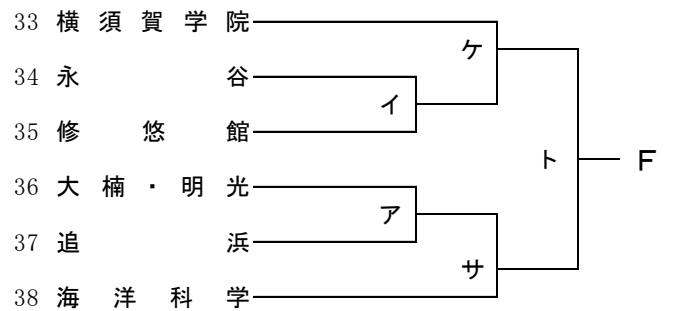 33 横須賀学院
ケ
34 永谷
イ
35 修悠館
ト F
36 大楠・明光
ア
37 追浜
サ
38 海洋科学